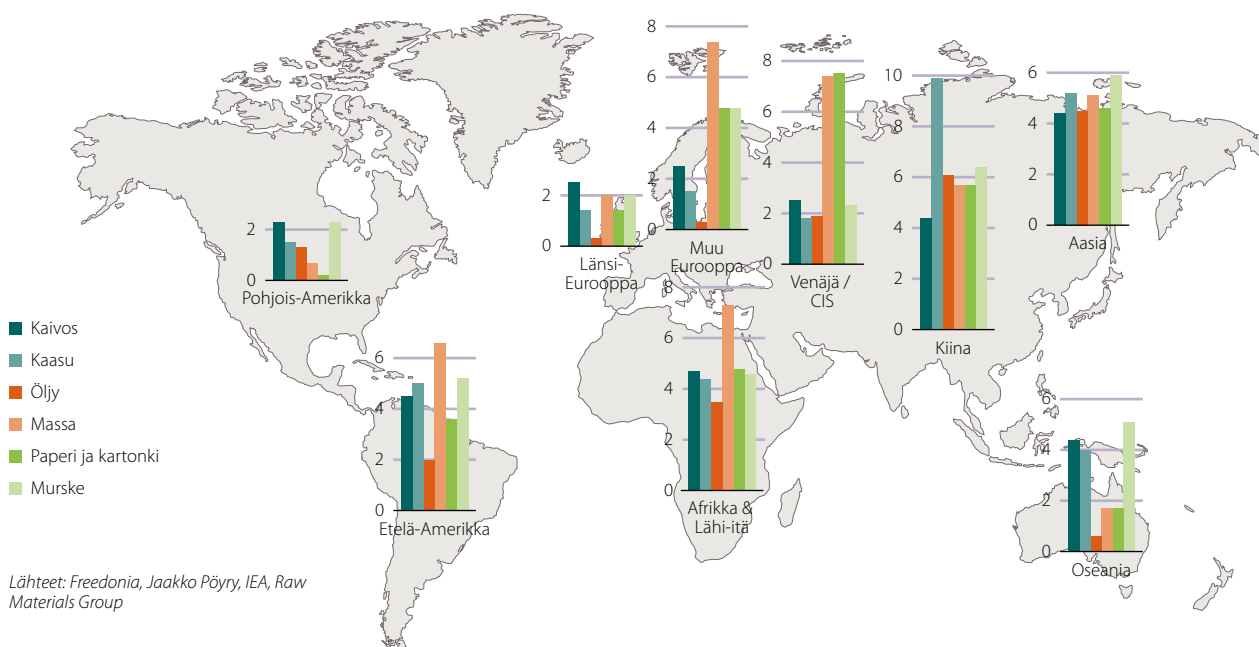 2
0
Pohjois-Amerikka
Kaivos
Kaasu
Öljy
Massa
Paperi ja kartonki
Murske
6
4
2
0
Etelä-Amerikka
2
0
Länsi-
Eurooppa
8
6
4
2
0
Muu
Eurooppa
8
6
4
2
0
Venäjä /
CIS
10
8
6
4
2
0
Kiina
6
4
2
0
Aasia
8
6
4
2
0
Afrikka &
Lähi-itä
6
4
2
0
Oseania
Lähteet: Freedonia, Jaakko Pöyry, IEA, Raw
Materials Group